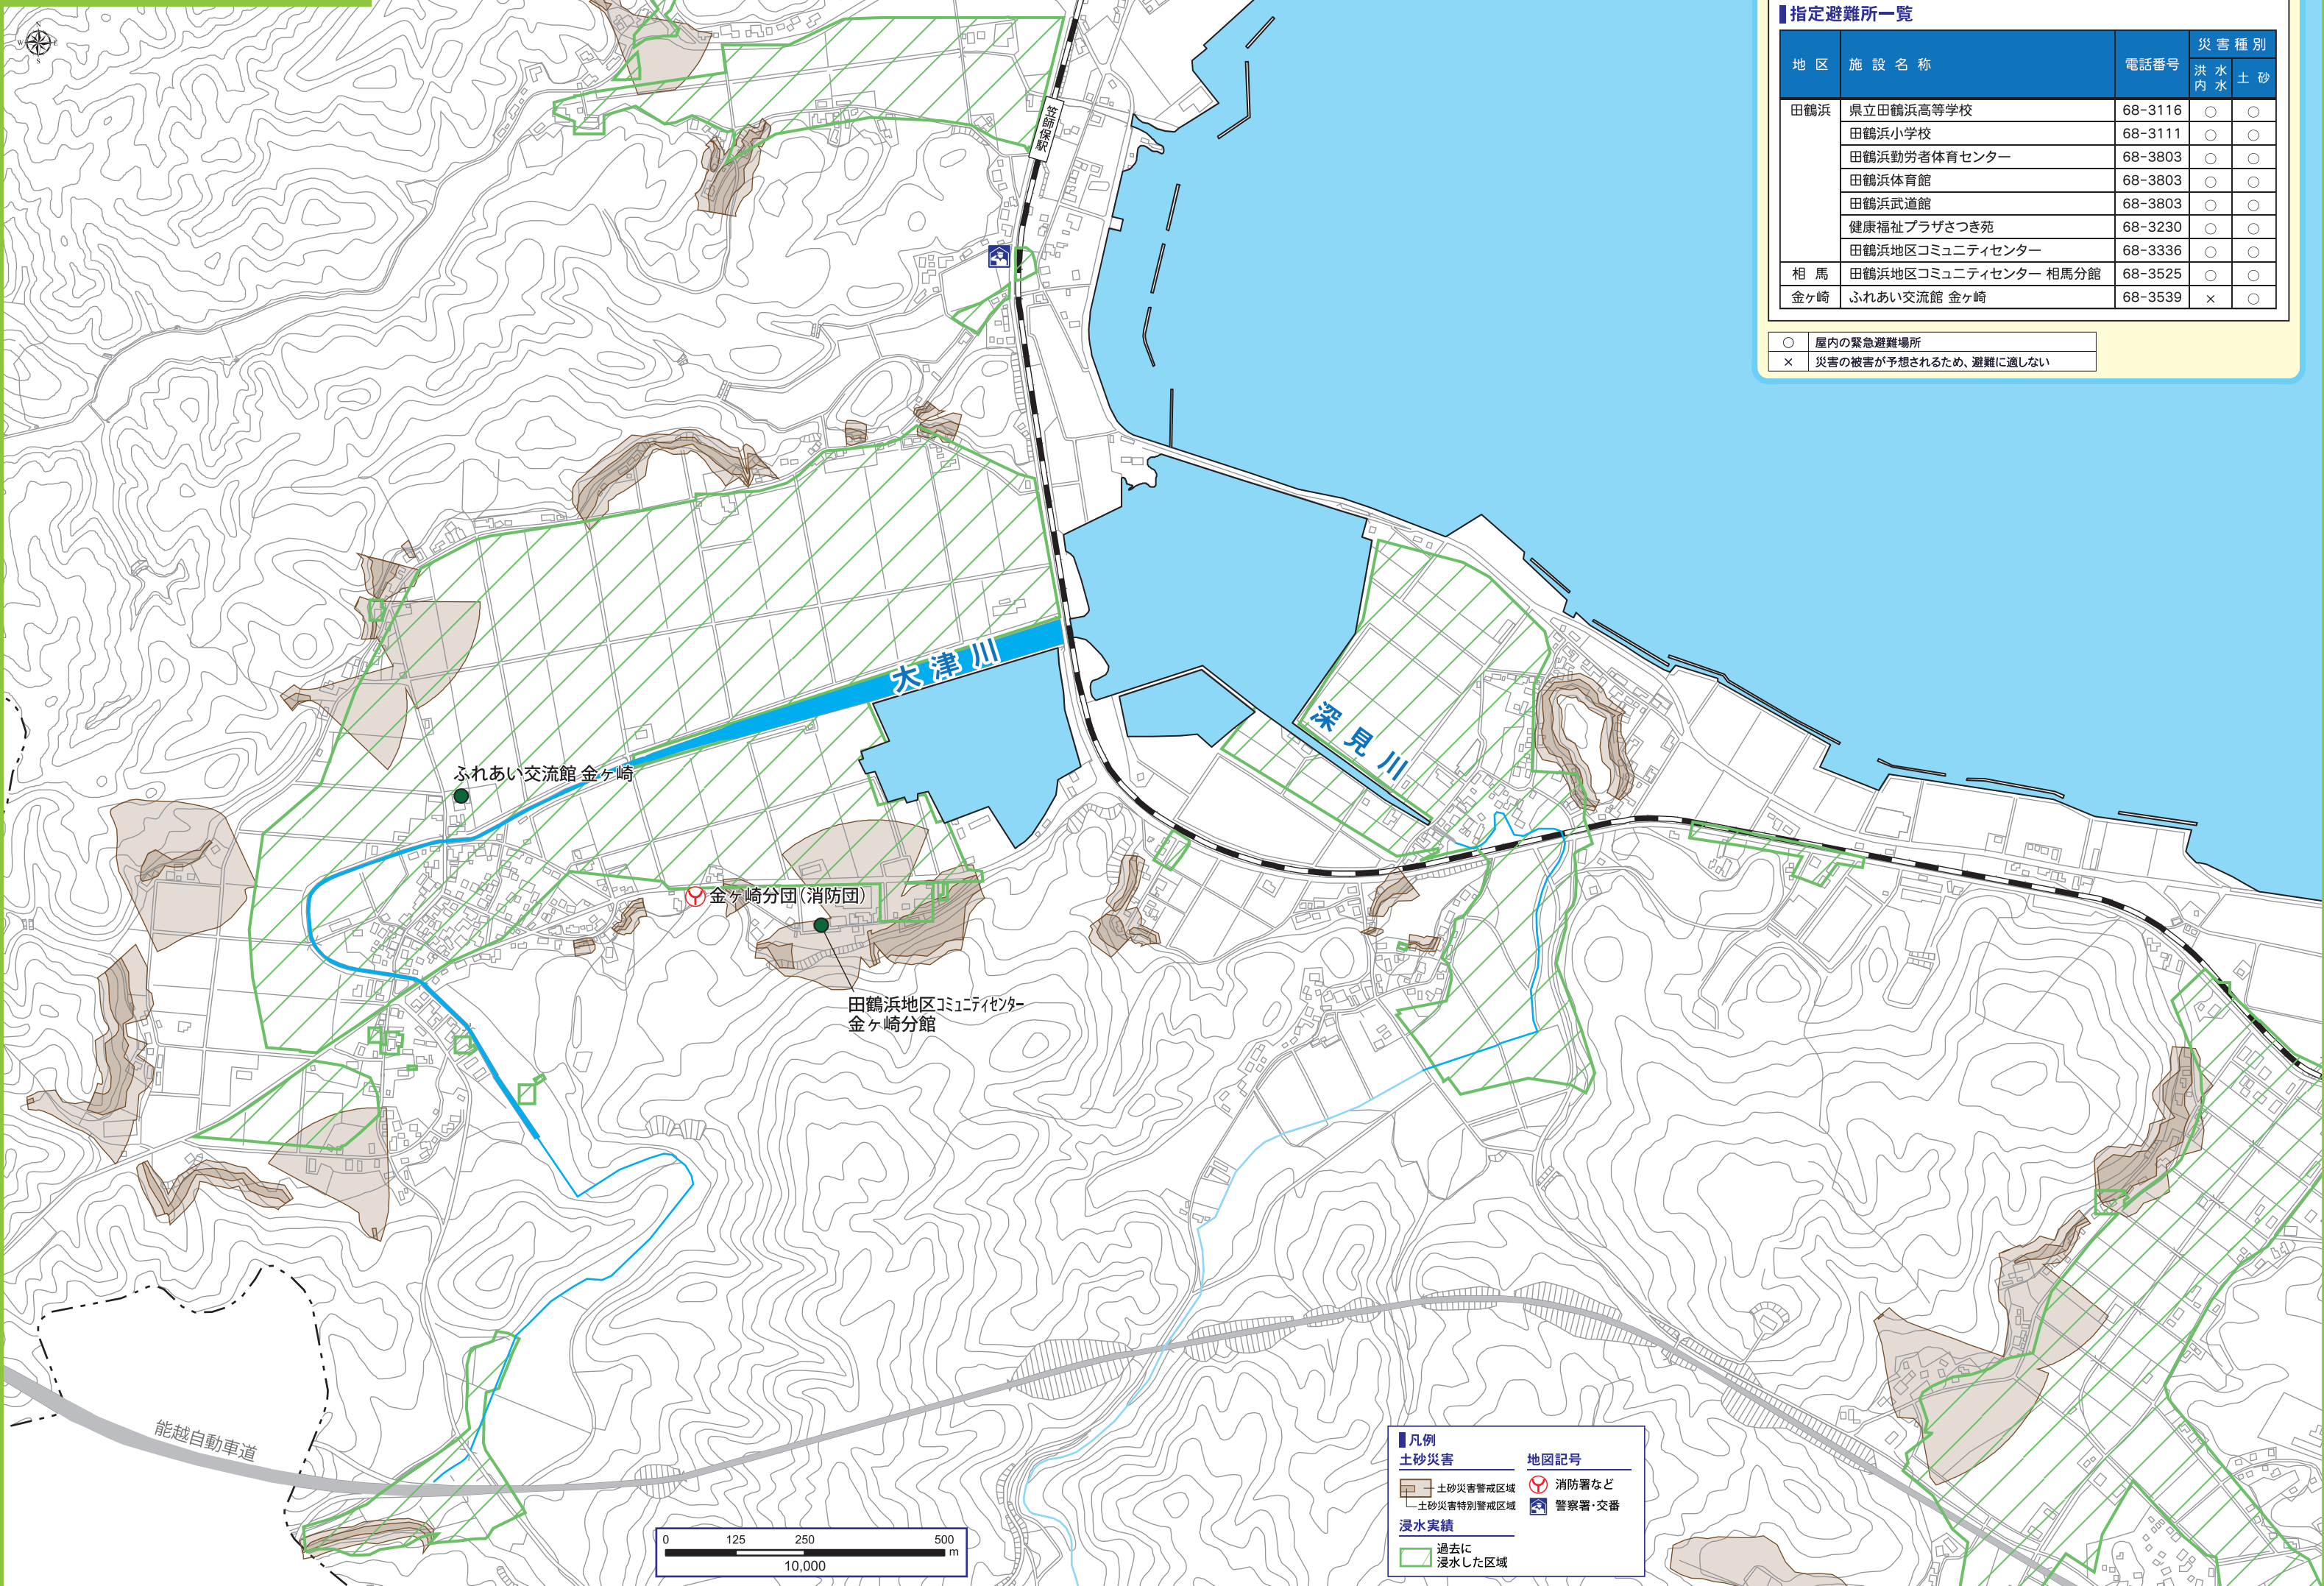 N
W
E
S
指定避難所一覧
地区 施設名称 電話番号 災害種別
洪水 内水 土砂
田鶴浜 県立田鶴浜高等学校 68-3116 ○ ○
田鶴浜小学校 68-3111 ○ ○
田鶴浜勤労者体育センター 68-3803 ○ ○
田鶴浜体育館 68-3803 ○ ○
田鶴浜武道館 68-3803 ○ ○
健康福祉プラザさつき苑 68-3230 ○ ○
田鶴浜地区コミュニティセンター 68-3336 ○ ○
相馬 田鶴浜地区コミュニティセンター 相馬分館 68-3525 ○ ○
金ヶ崎 ふれあい交流館 金ヶ崎 68-3539 × ○
○ 屋内の緊急避難場所
× 災害の被害が予想されるため、避難に適しない
笠師保駅
大津川
深見川
ふれあい交流館 金ヶ崎
金ヶ崎分団(消防団)
田鶴浜地区コミュニティセンター
金ヶ崎分館
能越自動車道
凡例
土砂災害 地図記号
土砂災害警戒区域 消防署など
土砂災害特別警戒区域 警察署・交番
浸水実績
過去に
浸水した区域
0 125 250 500
m
10,000